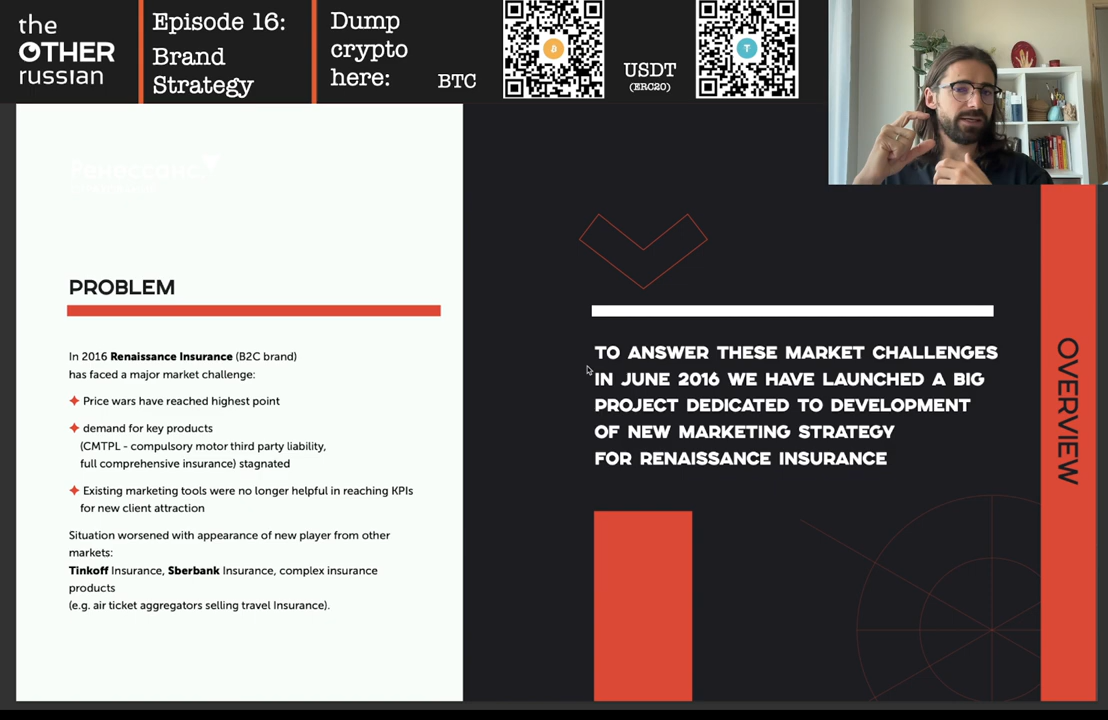 the
OTHER
russian
Episode 16:
Brand
Strategy
Dump
crypto
here:
BTC
USDT
(ERC20)
Ренессанс
PROBLEM
In 2016 Renaissance Insurance (B2C brand)
has faced a major market challenge:
Price wars have reached highest point
demand for key products
(CMTPL - compulsory motor third party liability,
full comprehensive insurance) stagnated
Existing marketing tools were no longer helpful in reaching KPIs
for new client attraction
Situation worsened with appearance of new player from other
markets:
Tinkoff Insurance, Sberbank Insurance, complex insurance
products
(e.g. air ticket aggregators selling travel Insurance).
TO ANSWER THESE MARKET CHALLENGES
IN JUNE 2016 WE HAVE LAUNCHED A BIG
PROJECT DEDICATED TO DEVELOPMENT
OF NEW MARKETING STRATEGY
FOR RENAISSANCE INSURANCE
OVERVIEW